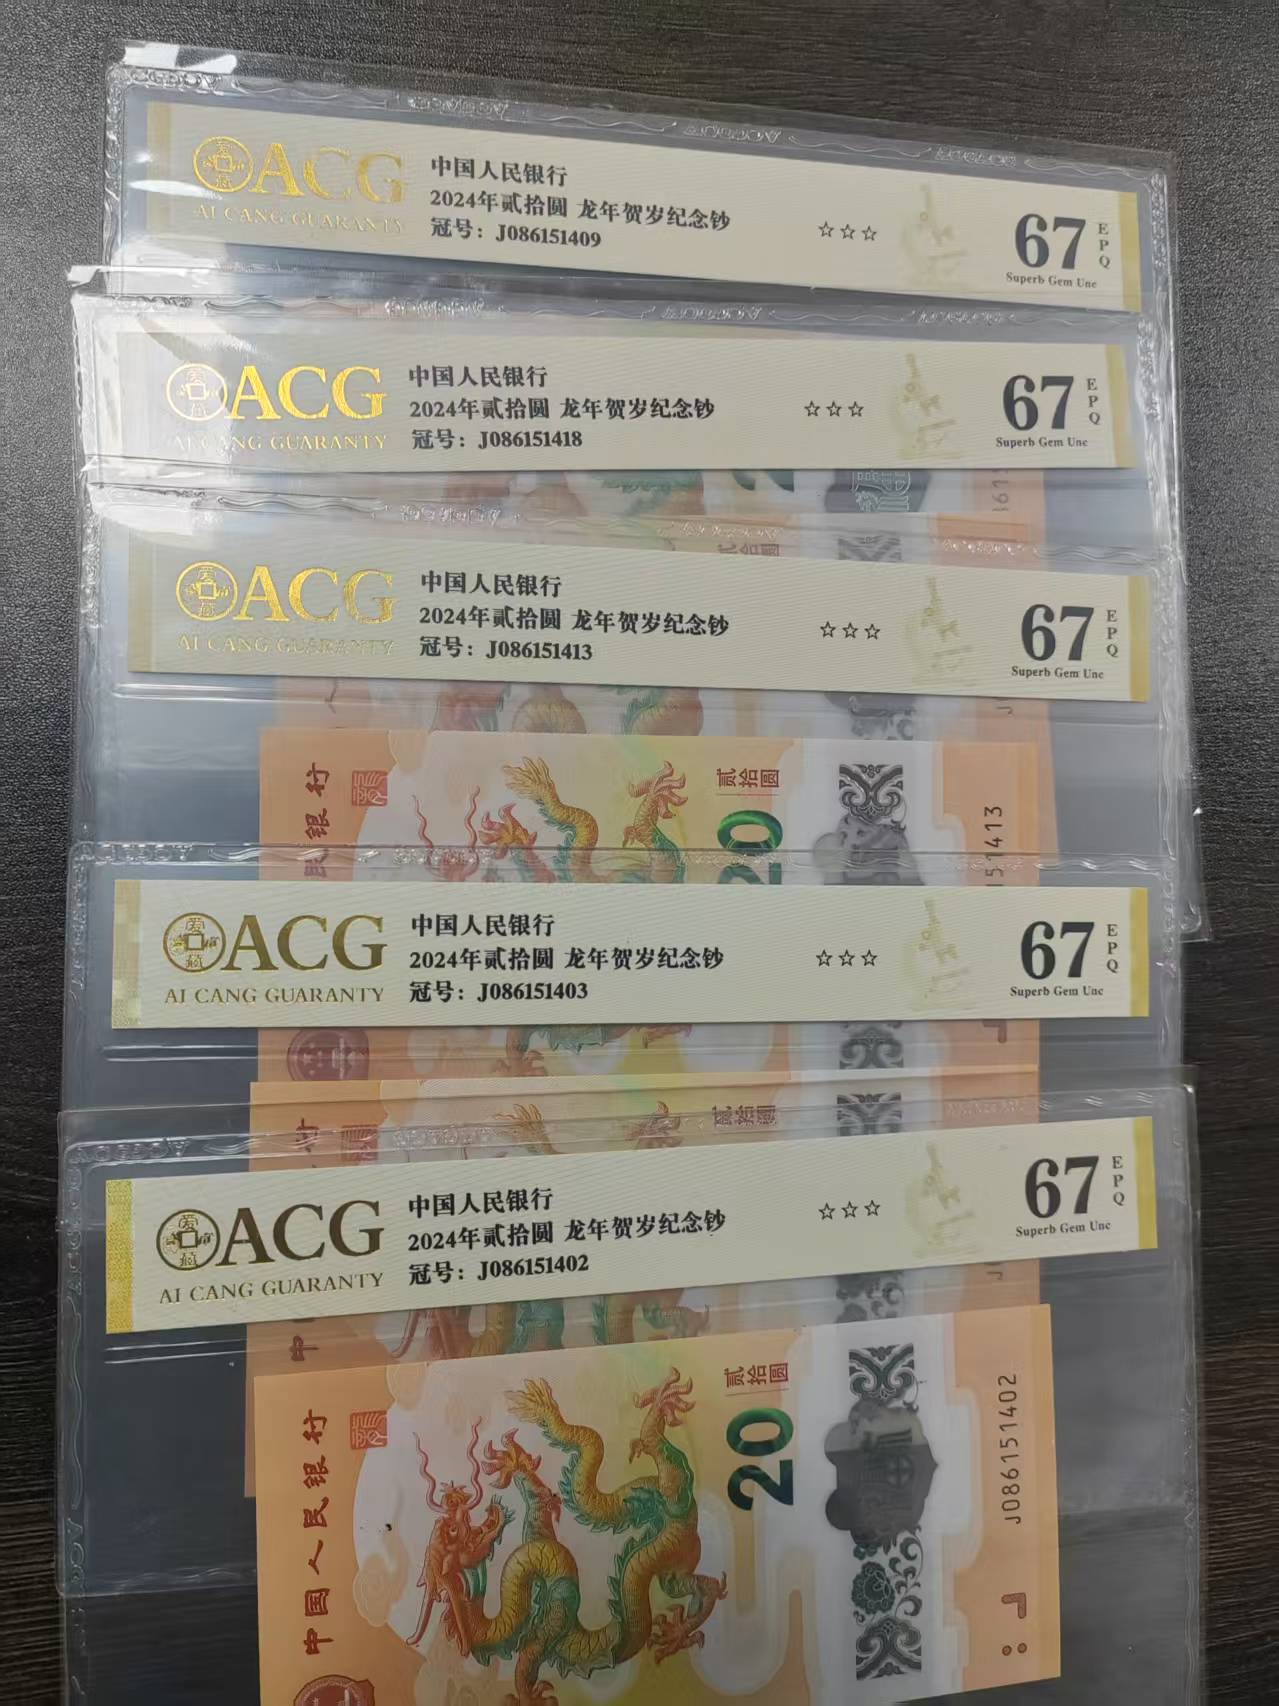 ACG
AI CANG GUARANTY
中国人民银行
2024年贰拾圆 龙年贺岁纪念钞
冠号：J086151409
☆☆☆
67
EPQ
Superb Gem Unc
ACG
AI CANG GUARANTY
中国人民银行
2024年贰拾圆 龙年贺岁纪念钞
冠号：J086151418
☆☆☆
67
EPQ
Superb Gem Unc
ACG
AI CANG GUARANTY
中国人民银行
2024年贰拾圆 龙年贺岁纪念钞
冠号：J086151413
☆☆☆
67
EPQ
Superb Gem Unc
民银行
贰拾圆
20
51413
ACG
AI CANG GUARANTY
中国人民银行
2024年贰拾圆 龙年贺岁纪念钞
冠号：J086151403
☆☆☆
67
EPQ
Superb Gem Unc
贰拾圆
ACG
AI CANG GUARANTY
中国人民银行
2024年贰拾圆 龙年贺岁纪念钞
冠号：J086151402
☆☆☆
67
EPQ
Superb Gem Unc
中国人民银行
贰拾圆
20
J086151402